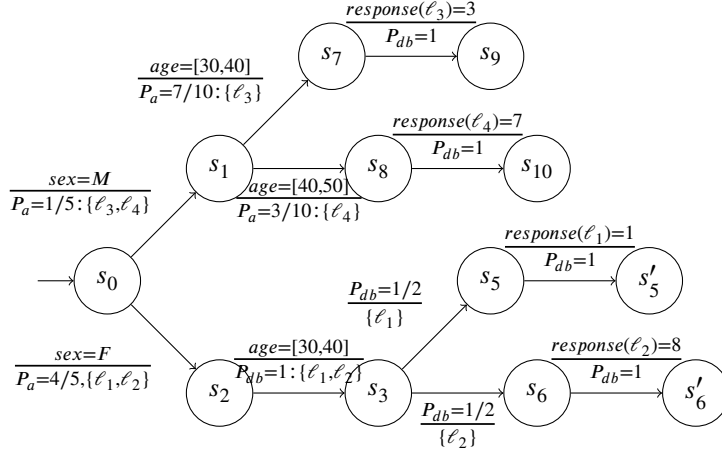 response(ℓ₃)=3
P_db=1
s₇
s₉
age=[30,40]
P_a=7/10:{ℓ₃}
response(ℓ₄)=7
P_db=1
s₁
s₈
s₁₀
age=[40,50]
P_a=3/10:{ℓ₄}
sex=M
P_a=1/5:{ℓ₃,ℓ₄}
s₀
response(ℓ₁)=1
P_db=1
s₅
s′₅
P_db=1/2
{ℓ₁}
sex=F
P_a=4/5,{ℓ₁,ℓ₂}
age=[30,40]
P_db=1:{ℓ₁,ℓ₂}
response(ℓ₂)=8
P_db=1
s₂
s₃
s₆
s′₆
P_db=1/2
{ℓ₂}